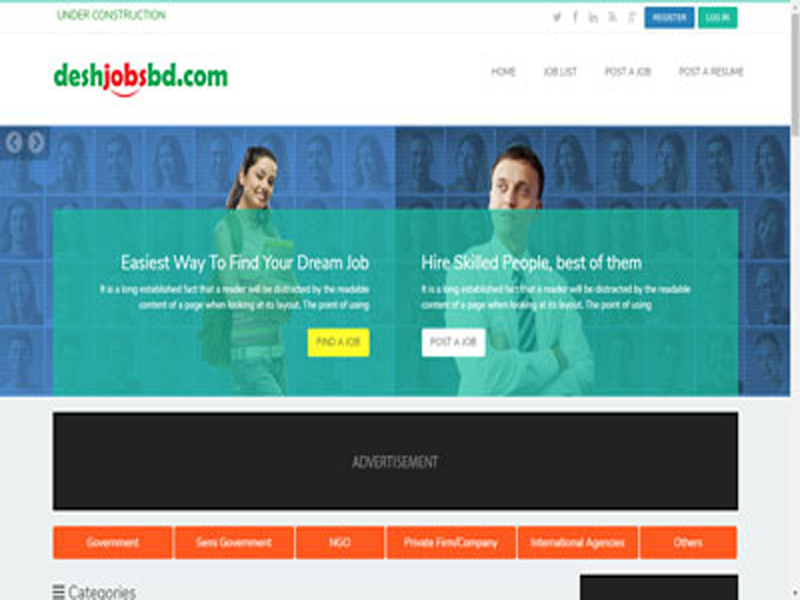 UNDER CONSTRUCTION
REGISTER
LOG IN
deshjobsbd.com
HOME JOB LIST POST A JOB POST A RESUME
Easiest Way To Find Your Dream Job
It is a long established fact that a reader will be distracted by the readable
content of a page when looking at its layout. The point of using
FIND A JOB
Hire Skilled People, best of them
It is a long established fact that a reader will be distracted by the readable
content of a page when looking at its layout. The point of using
POST A JOB
ADVERTISEMENT
Government Semi Government NGO Private Firm/Company International Agencies Others
Categories